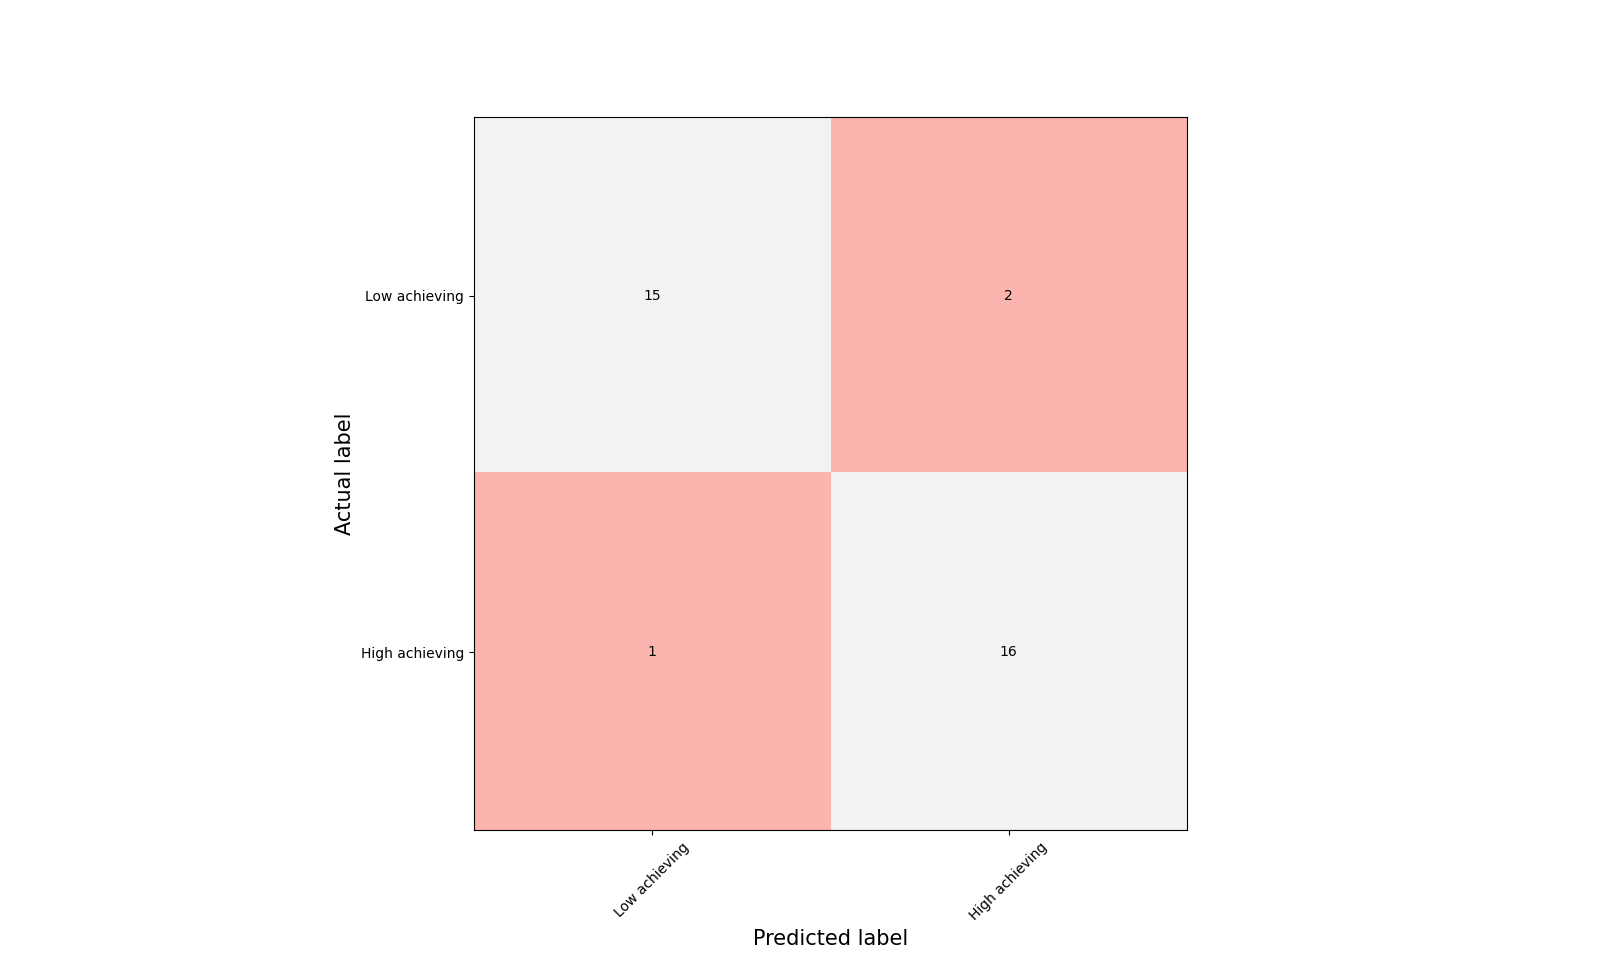 Low achieving
15
2
Actual label
High achieving
1
16
Low achieving
High achieving
Predicted label